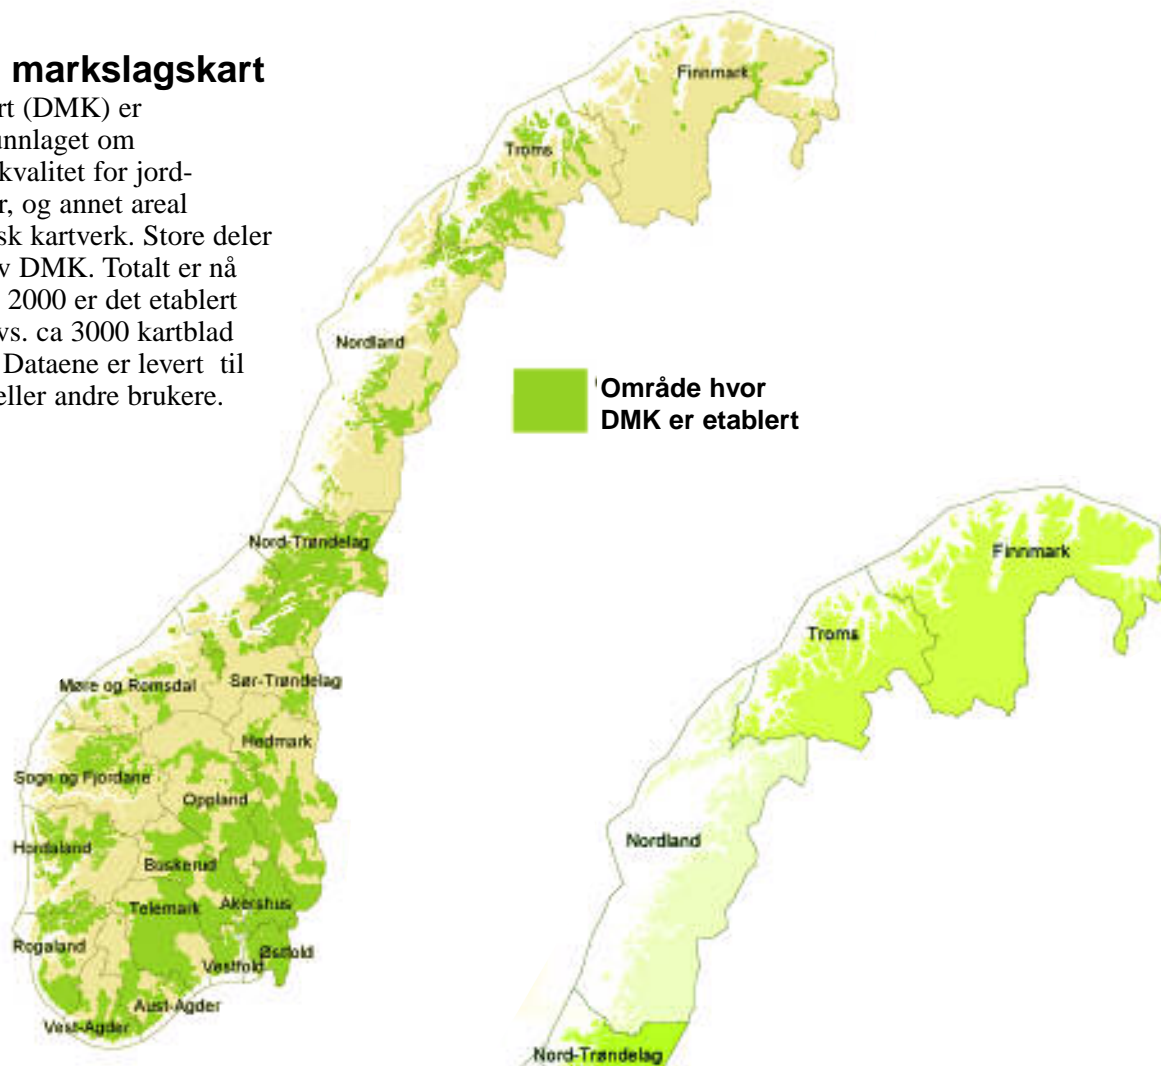 markslagskart
rt (DMK) er
unnlaget om
kvalitet for jord-
r, og annet areal
sk kartverk. Store deler
v DMK. Totalt er nå
2000 er det etablert
vs. ca 3000 kartblad
Dataene er levert til
eller andre brukere.
Finnmark
Troms
Nordland
Område hvor
DMK er etablert
Nord-Trøndelag
Møre og Romsdal
Sør-Trøndelag
Hedmark
Sogn og Fjordane
Oppland
Hordaland
Buskerud
Telemark
Akershus
Rogaland
Vestfold
Østfold
Aust-Agder
Vest-Agder
Finnmark
Troms
Nordland
Nord-Trøndelag